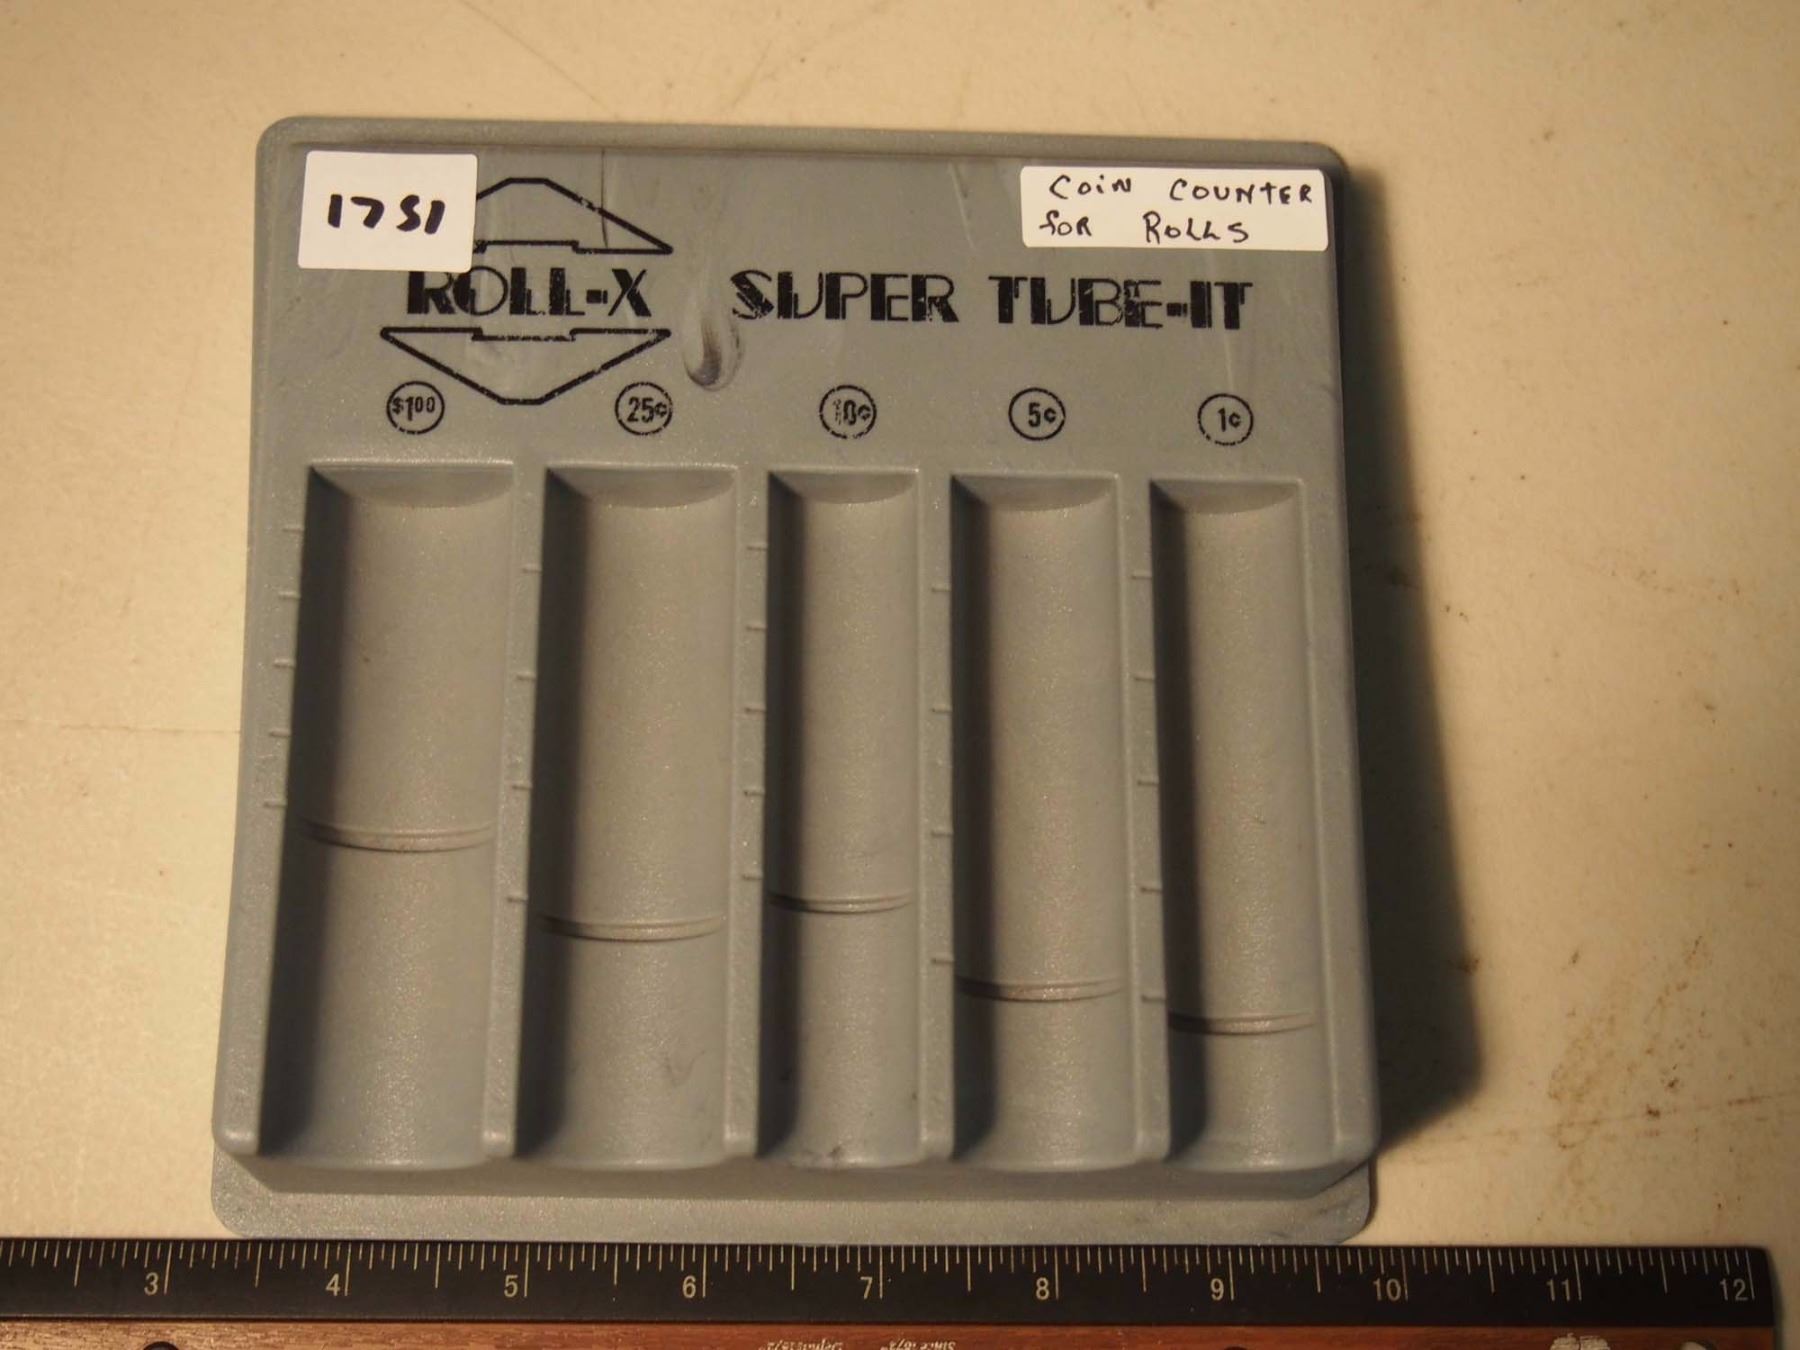 1751
COIN COUNTER
for ROLLS
ROLL-X SUPER TUBE-IT
$1.00 25¢ 10¢ 5¢ 1¢
3 4 5 6 7 8 9 10 11 12